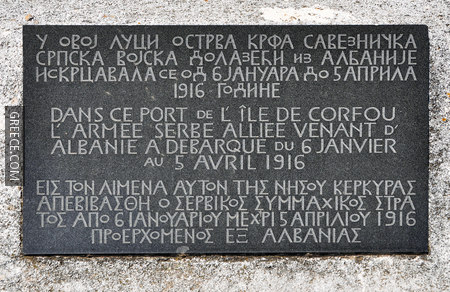 У ОВОЈ ЛУЦИ ОСТРВА КРФА САВЕЗНИЧКА
СРПСКА ВОЈСКА ДОЛАЗЕЋИ ИЗ АЛБАНИЈЕ
ИСКРЦАВАЛА СЕ ОД 6 ЈАНУАРА ДО 5 АПРИЛА
1916 ГОДИНЕ
DANS CE PORT DE L' ÎLE DE CORFOU
L' ARMÉE SERBE ALLIÉE VENANT D'
ALBANIE A DEBARQUÉ DU 6 JANVIER
AU 5 AVRIL 1916
ΕΙΣ ΤΟΝ ΛΙΜΕΝΑ ΑΥΤΟΝ ΤΗΣ ΝΗΣΟΥ ΚΕΡΚΥΡΑΣ
ΑΠΕΒΙΒΑΣΘΗ Ο ΣΕΡΒΙΚΟΣ ΣΥΜΜΑΧΙΚΟΣ ΣΤΡΑ
ΤΟΣ ΑΠΟ 6 ΙΑΝΟΥΑΡΙΟΥ ΜΕΧΡΙ 5 ΑΠΡΙΛΙΟΥ 1916
ΠΡΟΕΡΧΟΜΕΝΟΣ ΕΞ ΑΛΒΑΝΙΑΣ
GREECE.COM